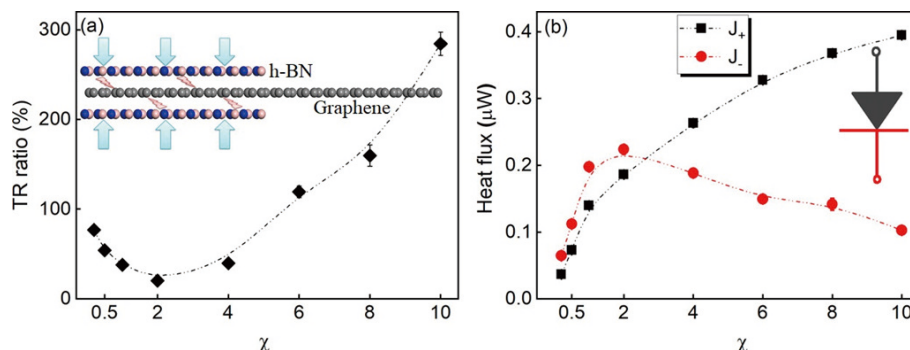 (a)
300
200
100
0
TR ratio (%)
h-BN
Graphene
0.5 2 4 6 8 10
χ
(b)
J+
J-
0.4
0.3
0.2
0.1
0.0
Heat flux (μW)
0.5 2 4 6 8 10
χ